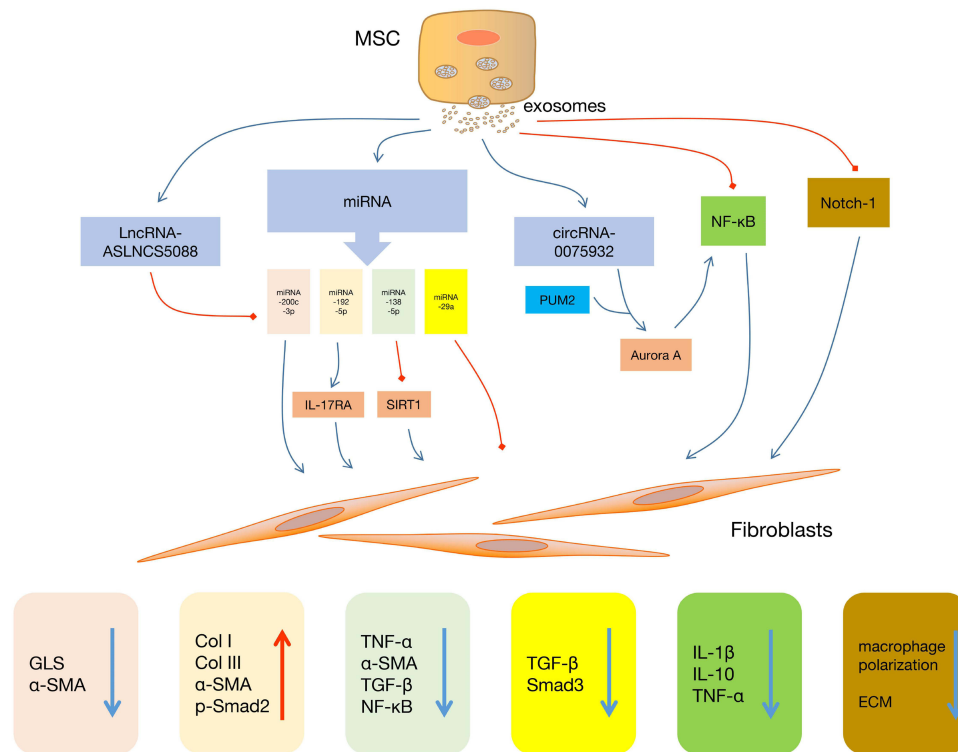 MSC
exosomes
LncRNA-
ASLNCS5088
miRNA
circRNA-
0075932
NF-κB
Notch-1
miRNA
-200c
-3p
miRNA
-192
-5p
miRNA
-138
-5p
miRNA
-29a
PUM2
Aurora A
IL-17RA
SIRT1
Fibroblasts
GLS
α-SMA
Col I
Col III
α-SMA
p-Smad2
TNF-α
α-SMA
TGF-β
NF-κB
TGF-β
Smad3
IL-1β
IL-10
TNF-α
macrophage
polarization
ECM